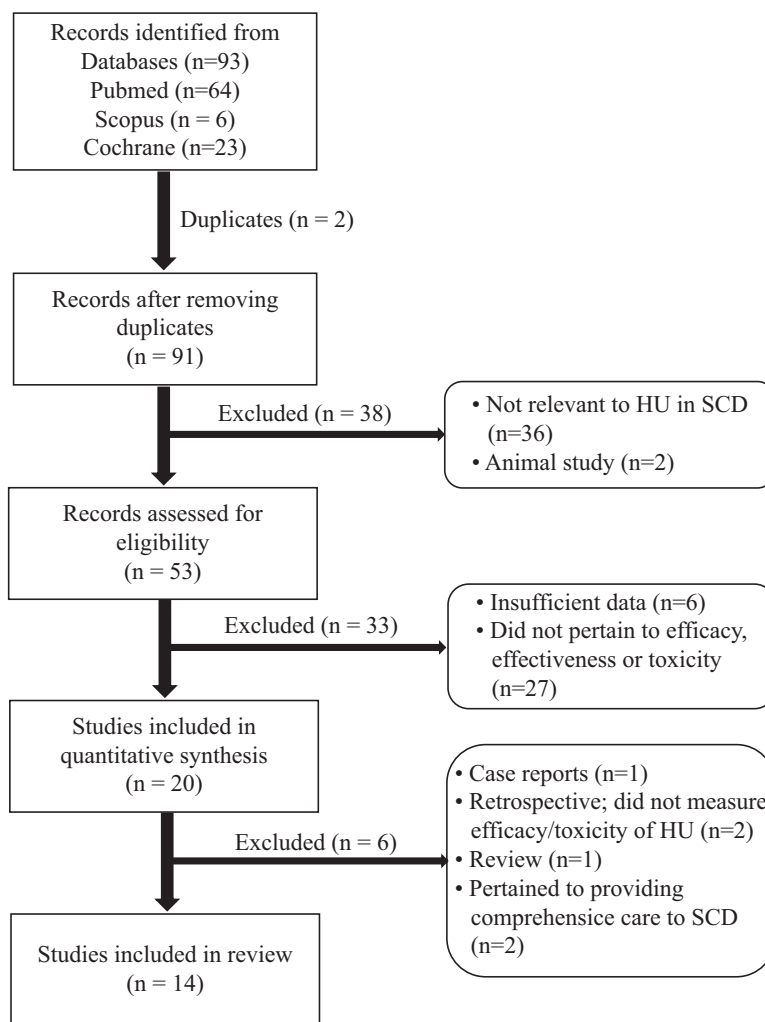 Records identified from
Databases (n=93)
Pubmed (n=64)
Scopus (n = 6)
Cochrane (n=23)
Duplicates (n = 2)
Records after removing
duplicates
(n = 91)
Excluded (n = 38)
• Not relevant to HU in SCD
(n=36)
• Animal study (n=2)
Records assessed for
eligibility
(n = 53)
Excluded (n = 33)
• Insufficient data (n=6)
• Did not pertain to efficacy,
effectiveness or toxicity
(n=27)
Studies included in
quantitative synthesis
(n = 20)
Excluded (n = 6)
• Case reports (n=1)
• Retrospective; did not measure
efficacy/toxicity of HU (n=2)
• Review (n=1)
• Pertained to providing
comprehensice care to SCD
(n=2)
Studies included in review
(n = 14)